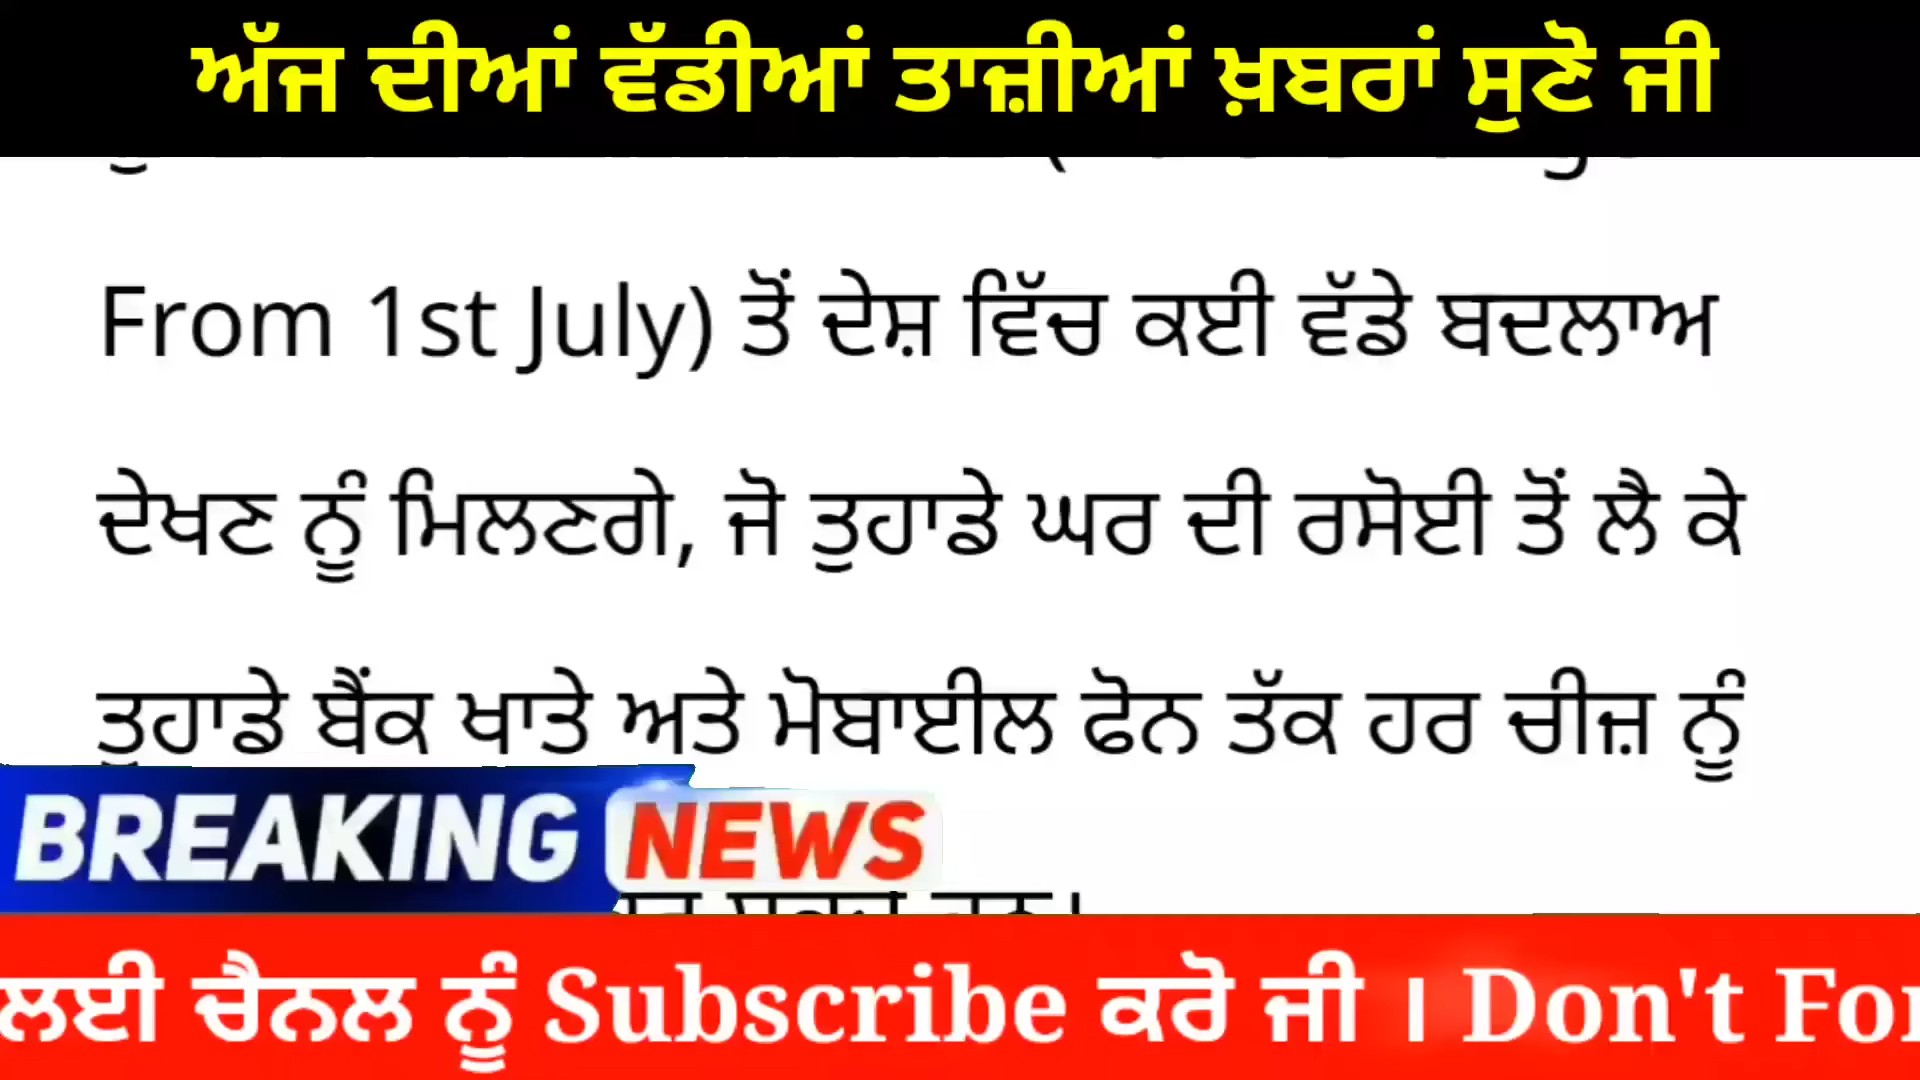 ਅੱਜ ਦੀਆਂ ਵੱਡੀਆਂ ਤਾਜ਼ੀਆਂ ਖ਼ਬਰਾਂ ਸੁਣੋ ਜੀ
From 1st July) ਤੋਂ ਦੇਸ਼ ਵਿੱਚ ਕਈ ਵੱਡੇ ਬਦਲਾਅ
ਦੇਖਣ ਨੂੰ ਮਿਲਣਗੇ, ਜੋ ਤੁਹਾਡੇ ਘਰ ਦੀ ਰਸੋਈ ਤੋਂ ਲੈ ਕੇ
ਤੁਹਾਡੇ ਬੈਂਕ ਖਾਤੇ ਅਤੇ ਮੋਬਾਈਲ ਫੋਨ ਤੱਕ ਹਰ ਚੀਜ਼ ਨੂੰ
BREAKING NEWS
ਲਈ ਚੈਨਲ ਨੂੰ Subscribe ਕਰੋ ਜੀ । Don't